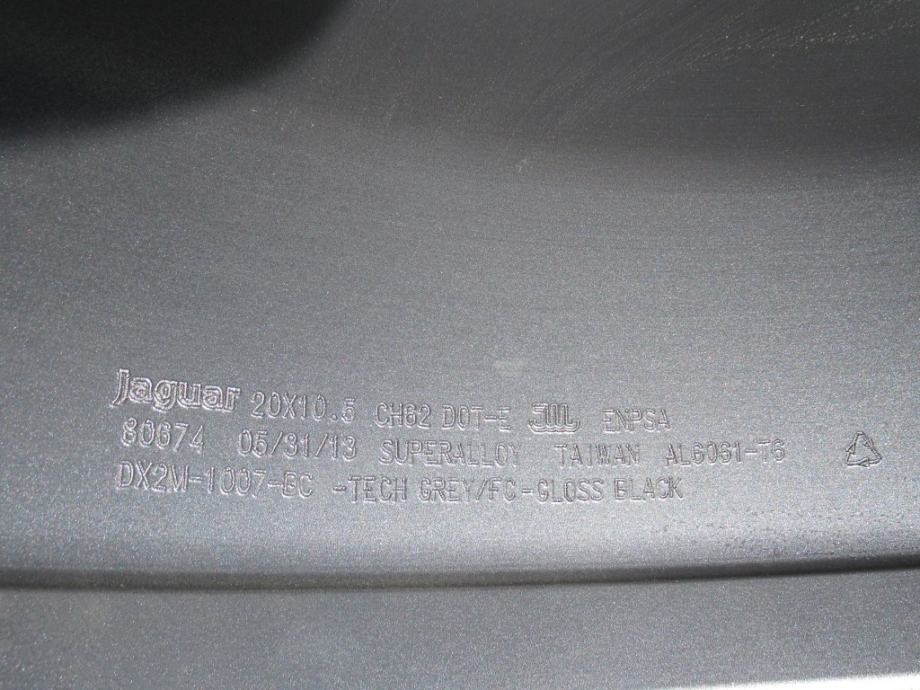 Jaguar 20X10.5 CH62 DOT-E JWL ENPSA
80674 05/31/13 SUPERALLOY TAIWAN AL6061-T6
DX2M-1007-BC -TECH GREY/FC-GLOSS BLACK